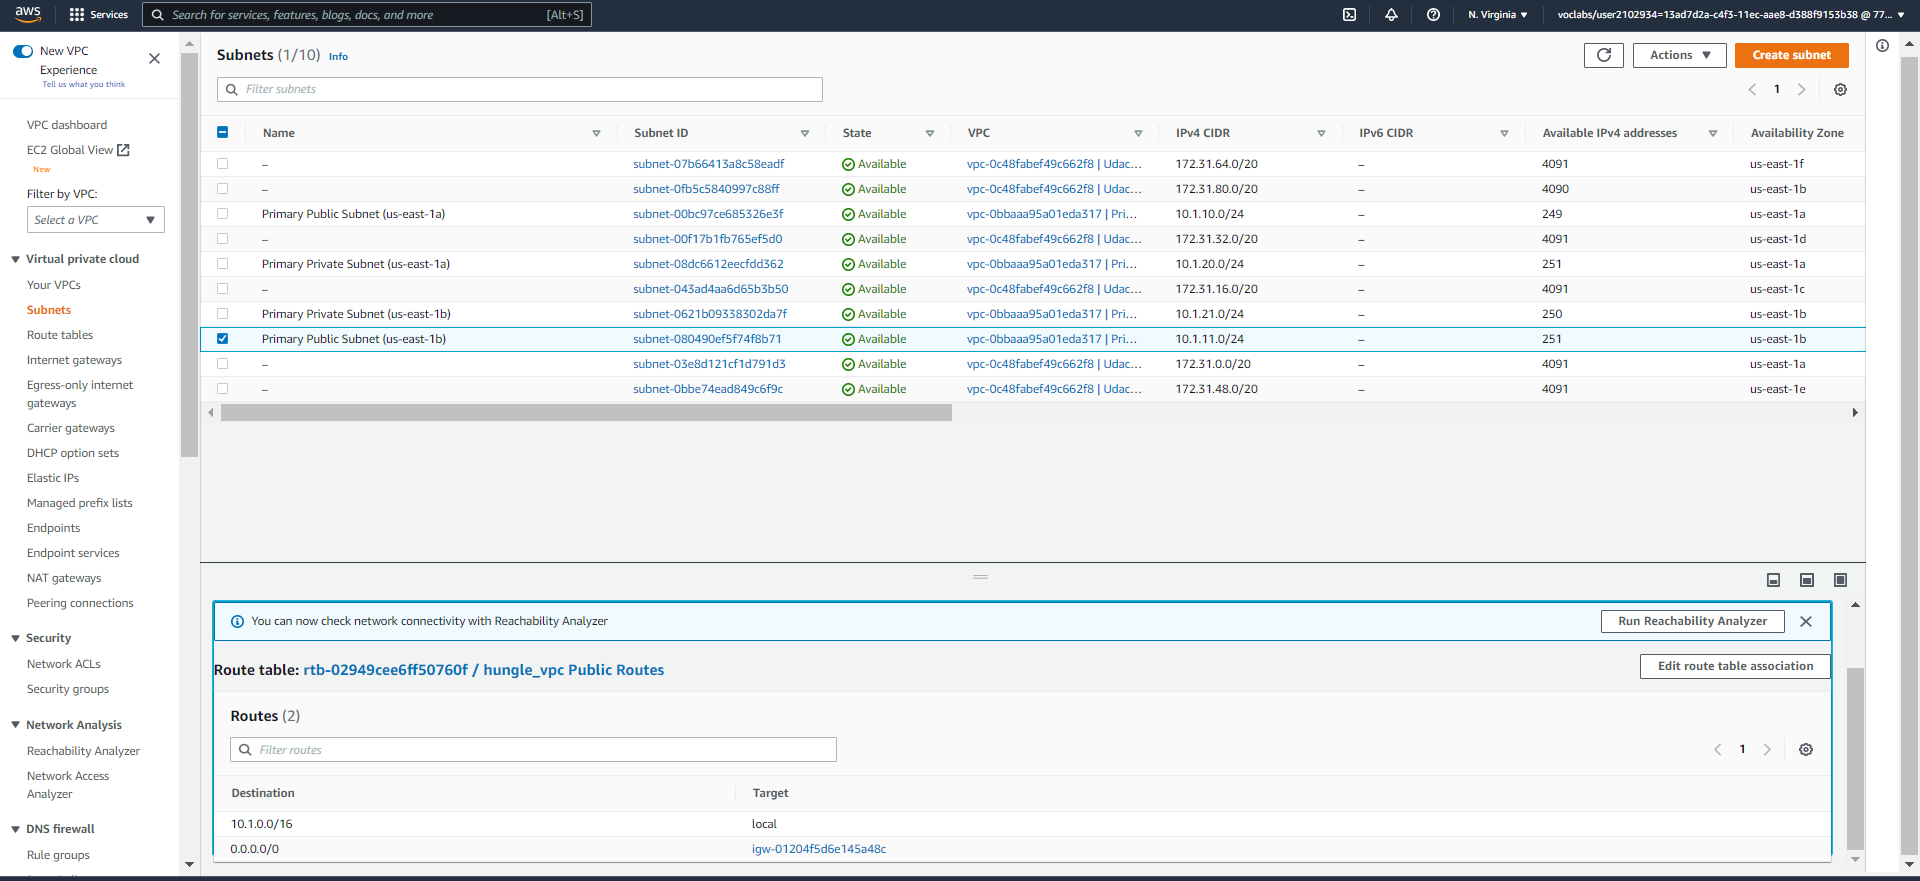 aws
Services
Search for services, features, blogs, docs, and more
[Alt+S]
N. Virginia
voclabs/user2102934=13ad7d2a-c4f3-11ec-aae8-d388f9153b38 @ 77...
New VPC
Experience
Tell us what you think
VPC dashboard
EC2 Global View
New
Filter by VPC:
Select a VPC
Virtual private cloud
Your VPCs
Subnets
Route tables
Internet gateways
Egress-only internet
gateways
Carrier gateways
DHCP option sets
Elastic IPs
Managed prefix lists
Endpoints
Endpoint services
NAT gateways
Peering connections
Security
Network ACLs
Security groups
Network Analysis
Reachability Analyzer
Network Access
Analyzer
DNS firewall
Rule groups
Subnets (1/10) Info
Actions
Create subnet
Filter subnets
1
Name Subnet ID State VPC IPv4 CIDR IPv6 CIDR Available IPv4 addresses Availability Zone
– subnet-07b66413a8c58eadf Available vpc-0c48fabef49c662f8 | Udac... 172.31.64.0/20 – 4091 us-east-1f
– subnet-0fb5c5840997c88ff Available vpc-0c48fabef49c662f8 | Udac... 172.31.80.0/20 – 4090 us-east-1b
Primary Public Subnet (us-east-1a) subnet-00bc97ce685326e3f Available vpc-0bbaaa95a01eda317 | Pri... 10.1.10.0/24 – 249 us-east-1a
– subnet-00f17b1fb765ef5d0 Available vpc-0c48fabef49c662f8 | Udac... 172.31.32.0/20 – 4091 us-east-1d
Primary Private Subnet (us-east-1a) subnet-08dc6612eecfdd362 Available vpc-0bbaaa95a01eda317 | Pri... 10.1.20.0/24 – 251 us-east-1a
– subnet-043ad4aa6d65b3b50 Available vpc-0c48fabef49c662f8 | Udac... 172.31.16.0/20 – 4091 us-east-1c
Primary Private Subnet (us-east-1b) subnet-0621b09338302da7f Available vpc-0bbaaa95a01eda317 | Pri... 10.1.21.0/24 – 250 us-east-1b
Primary Public Subnet (us-east-1b) subnet-080490ef5f74f8b71 Available vpc-0bbaaa95a01eda317 | Pri... 10.1.11.0/24 – 251 us-east-1b
– subnet-03e8d121cf1d791d3 Available vpc-0c48fabef49c662f8 | Udac... 172.31.0.0/20 – 4091 us-east-1a
– subnet-0bbe74ead849c6f9c Available vpc-0c48fabef49c662f8 | Udac... 172.31.48.0/20 – 4091 us-east-1e
You can now check network connectivity with Reachability Analyzer
Run Reachability Analyzer
Route table: rtb-02949cee6ff50760f / hungle_vpc Public Routes
Edit route table association
Routes (2)
Filter routes
1
Destination Target
10.1.0.0/16 local
0.0.0.0/0 igw-01204f5d6e145a48c